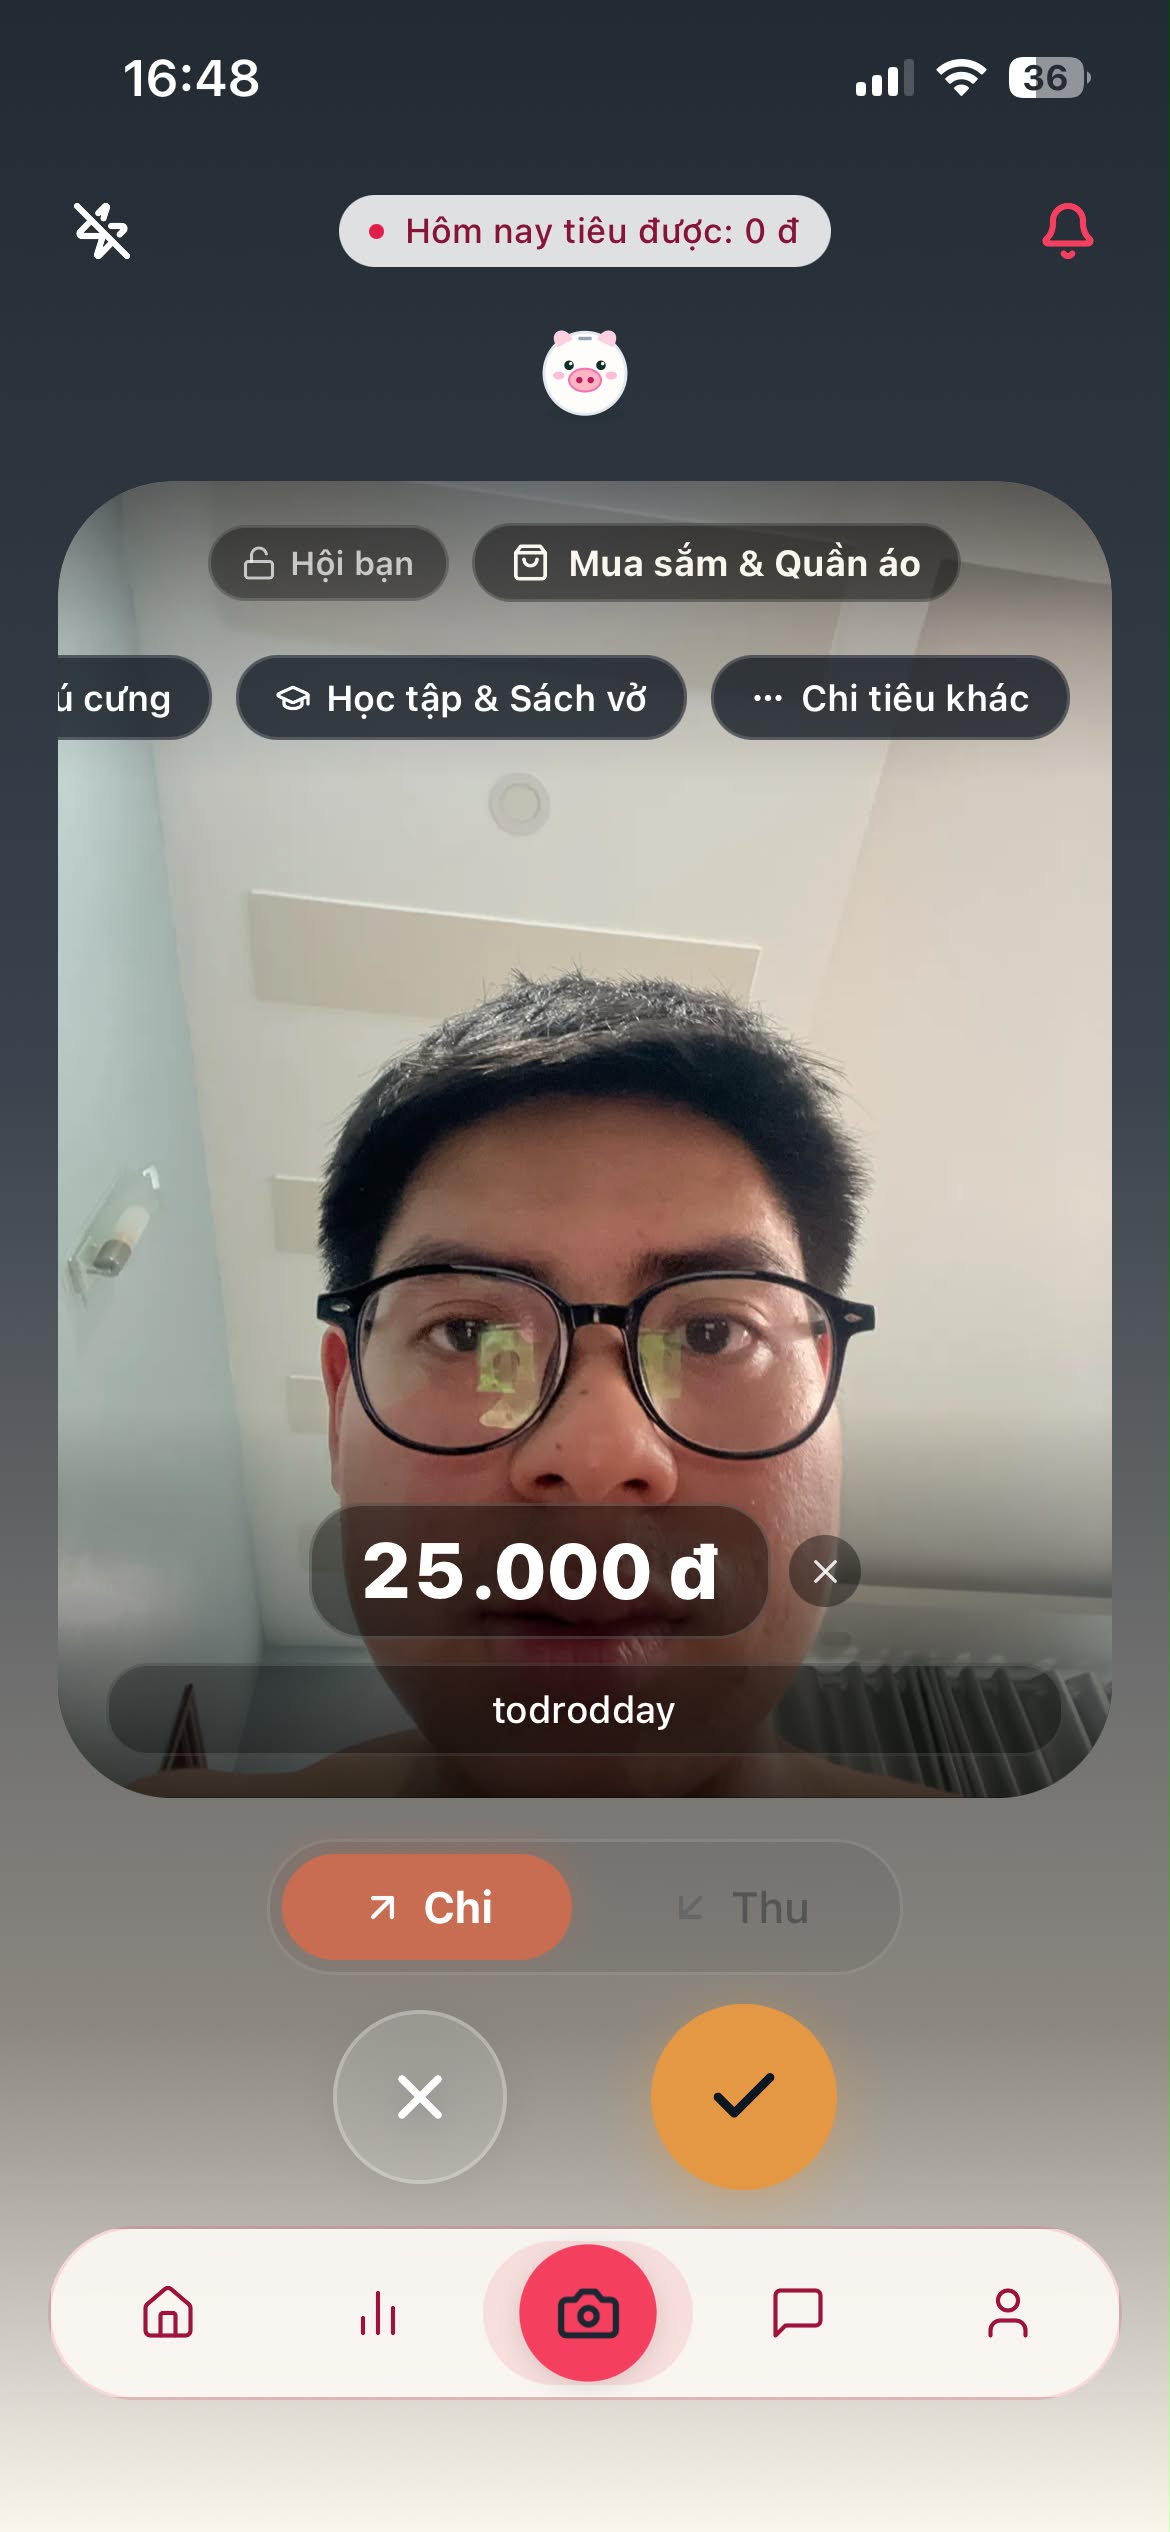 16:48
36
Hôm nay tiêu được: 0 đ
Hội bạn
Mua sắm & Quần áo
ú cưng
Học tập & Sách vở
Chi tiêu khác
25.000 đ
todrodday
Chi
Thu